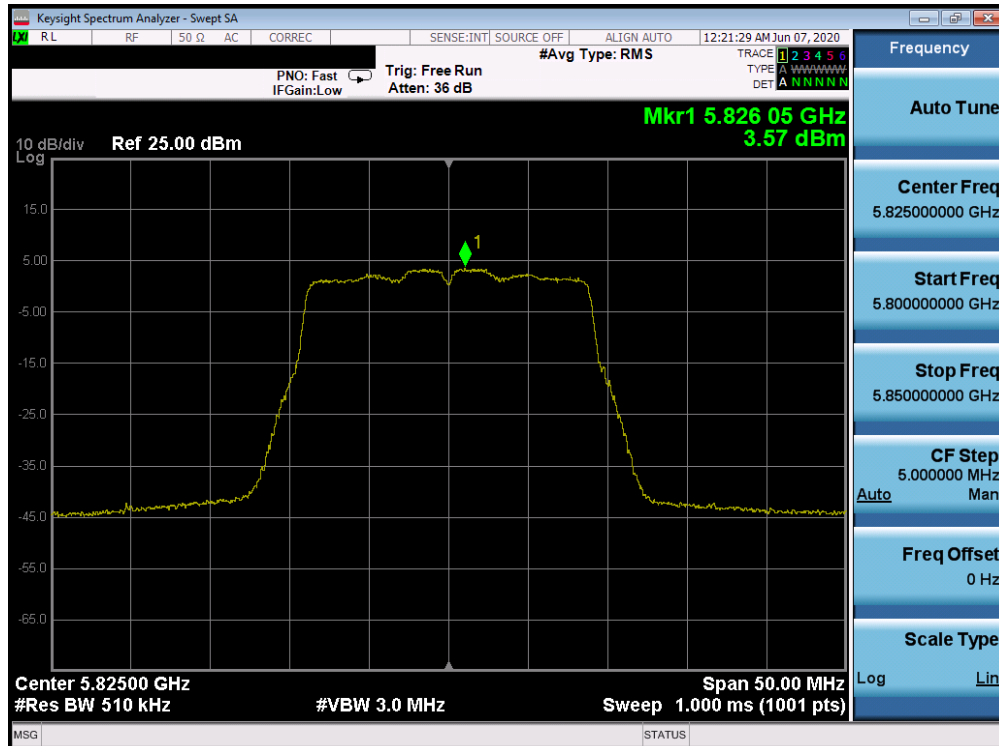 Keysight Spectrum Analyzer - Swept SA
LXI RL RF 50 Ω AC CORREC SENSE:INT SOURCE OFF ALIGN AUTO 12:21:29 AM Jun 07, 2020
#Avg Type: RMS
TRACE 1 2 3 4 5 6
PNO: Fast Trig: Free Run
TYPE A WWWWW
IFGain:Low Atten: 36 dB
DET A N N N N N
Mkr1 5.826 05 GHz
3.57 dBm
10 dB/div Ref 25.00 dBm
Log
1
15.0
5.00
-5.00
-15.0
-25.0
-35.0
-45.0
-55.0
-65.0
Center 5.82500 GHz Span 50.00 MHz
#Res BW 510 kHz #VBW 3.0 MHz Sweep 1.000 ms (1001 pts)
MSG STATUS
Frequency
Auto Tune
Center Freq
5.825000000 GHz
Start Freq
5.800000000 GHz
Stop Freq
5.850000000 GHz
CF Step
5.000000 MHz
Auto Man
Freq Offset
0 Hz
Scale Type
Log Lin